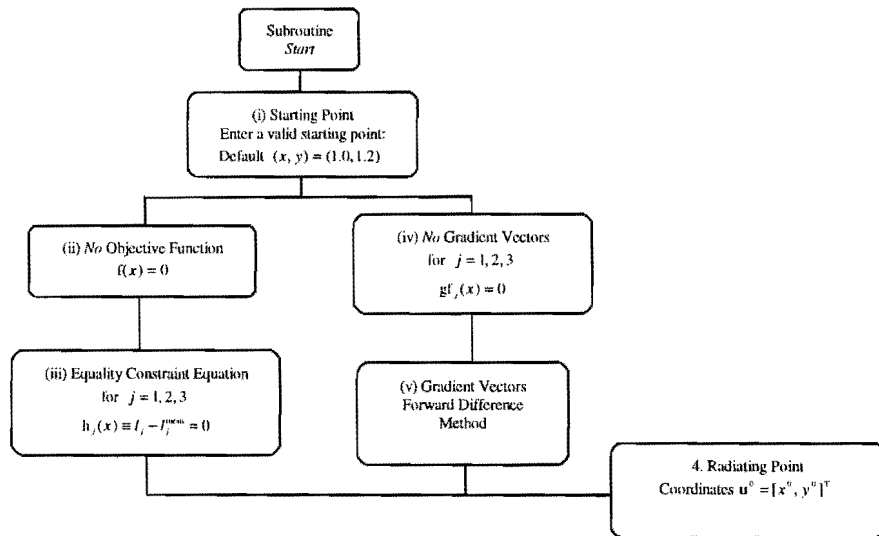 Subroutine
Start
(i) Starting Point
Enter a valid starting point:
Default (x, y) = (1.0, 1.2)
(ii) No Objective Function
f(x) = 0
(iv) No Gradient Vectors
for j = 1, 2, 3
gf_j(x) = 0
(iii) Equality Constraint Equation
for j = 1, 2, 3
h_j(x) ≡ l_j − l_j^meas = 0
(v) Gradient Vectors
Forward Difference
Method
4. Radiating Point
Coordinates u^0 = [x^0, y^0]^T